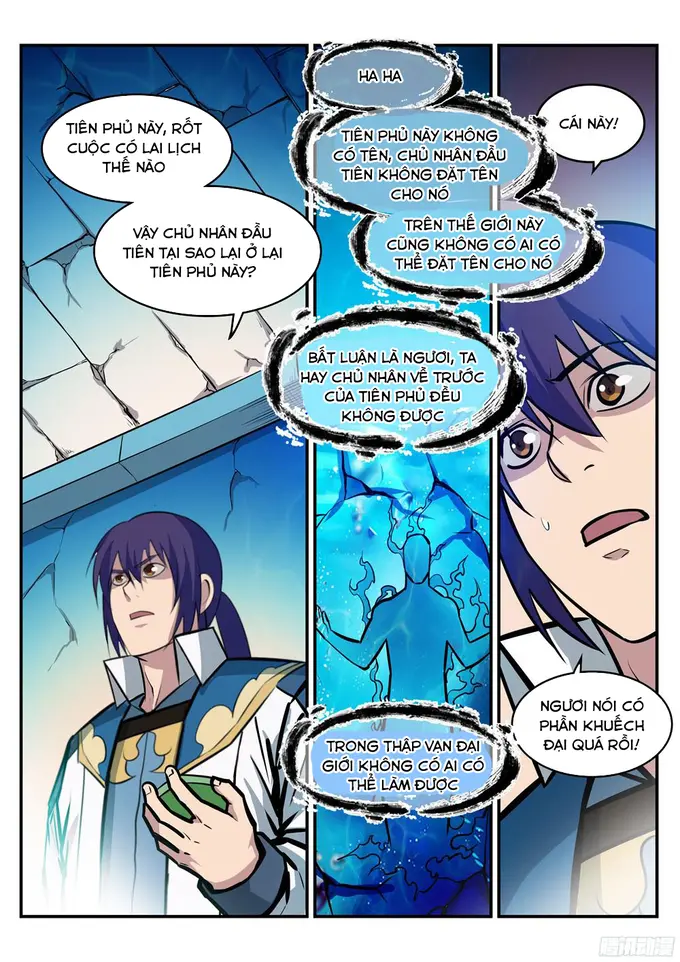 TIÊN PHỦ NÀY, RỐT
CUỘC CÓ LAI LỊCH
THẾ NÀO
VẬY CHỦ NHÂN ĐẦU
TIÊN TẠI SAO LẠI Ở LẠI
TIÊN PHỦ NÀY?
HA HA
TIÊN PHỦ NÀY KHÔNG
CÓ TÊN, CHỦ NHÂN ĐẦU
TIÊN KHÔNG ĐẶT TÊN
CHO NÓ
TRÊN THẾ GIỚI NÀY
CŨNG KHÔNG CÓ AI CÓ
THỂ ĐẶT TÊN CHO NÓ
BẤT LUẬN LÀ NGƯƠI, TA
HAY CHỦ NHÂN VỀ TRƯỚC
CỦA TIÊN PHỦ ĐỀU
KHÔNG ĐƯỢC
TRONG THẬP VẠN ĐẠI
GIỚI KHÔNG CÓ AI CÓ
THỂ LÀM ĐƯỢC
CÁI NÀY!
NGƯƠI NÓI CÓ
PHẦN KHUẾCH
ĐẠI QUÁ RỒI!
腾讯动漫